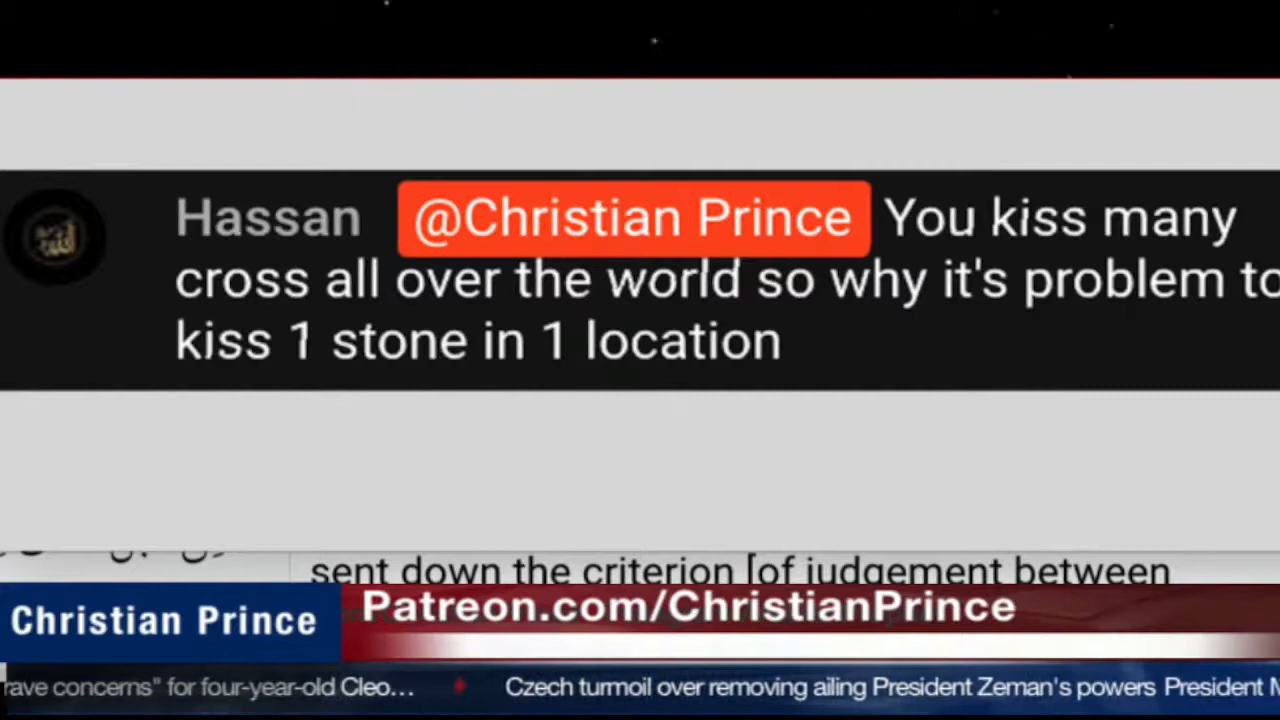 Hassan @Christian Prince You kiss many
cross all over the world so why it's problem to
kiss 1 stone in 1 location
sent down the criterion [of judgement between
Christian Prince
Patreon.com/ChristianPrince
concerns" for four-year-old Cleo... Czech turmoil over removing ailing President Zeman's powers President